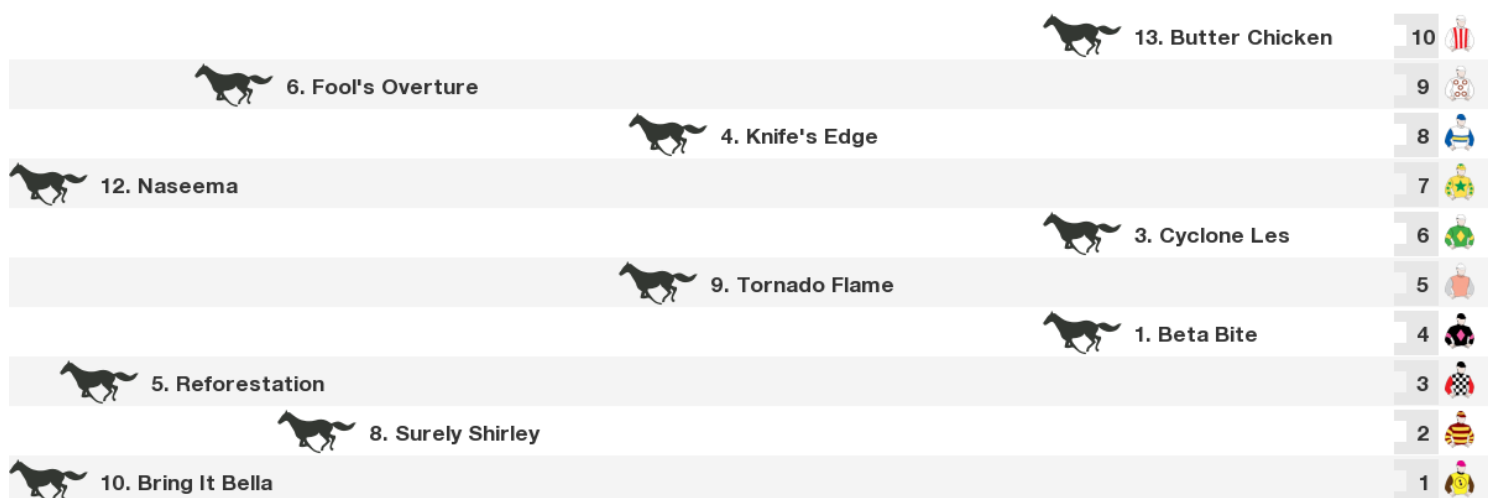 13. Butter Chicken 10
6. Fool's Overture 9
4. Knife's Edge 8
12. Naseema 7
3. Cyclone Les 6
9. Tornado Flame 5
1. Beta Bite 4
5. Reforestation 3
8. Surely Shirley 2
10. Bring It Bella 1